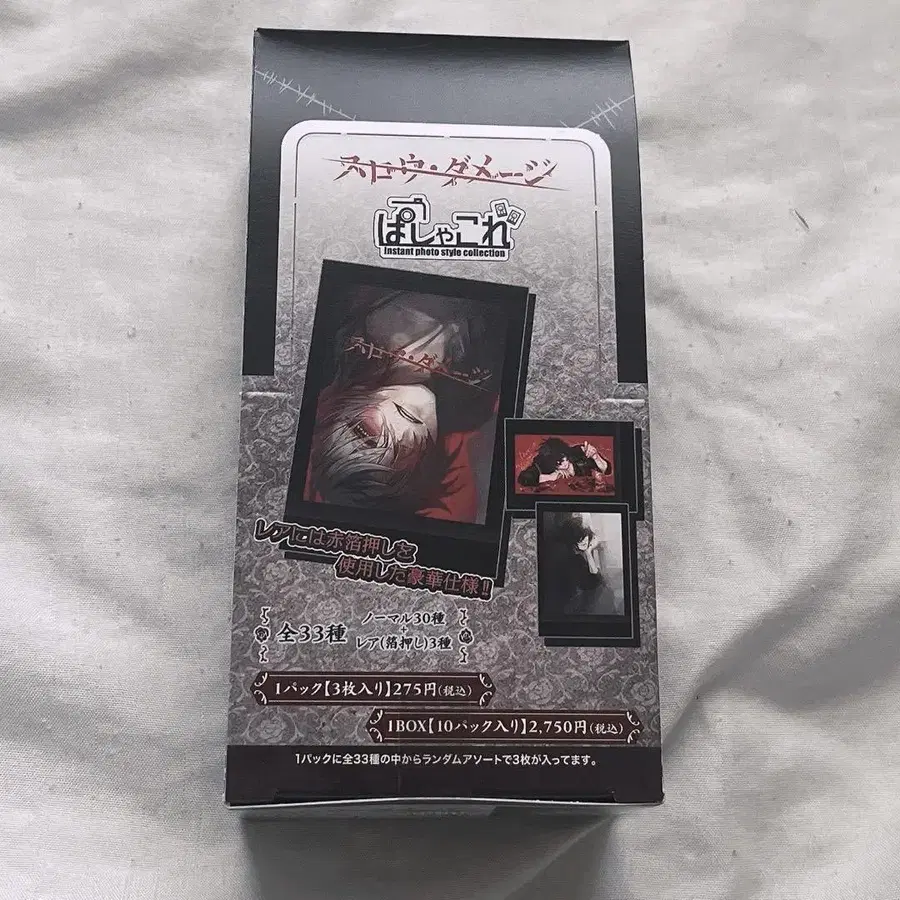 スロウ・ダメージ
ぱしゃこれ
instant photo style collection
スロウ・ダメージ
レアには赤箔押しを
使用した豪華仕様!!
全33種
ノーマル30種
+
レア(箔押し)3種
1パック【3枚入り】275円(税込)
1BOX【10パック入り】2,750円(税込)
1パックに全33種の中からランダムアソートで3枚が入ってます。